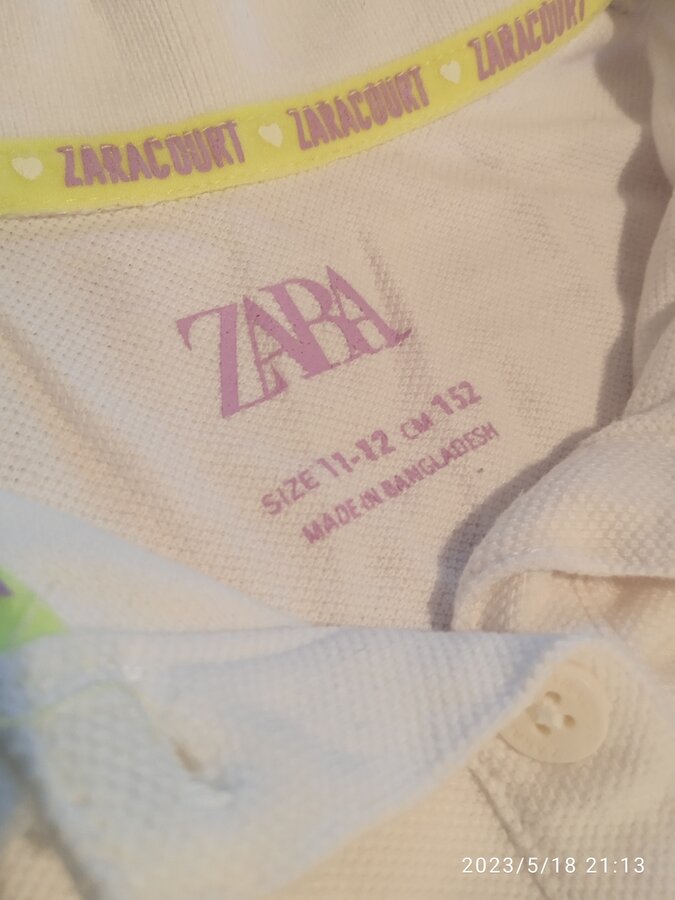 ZARACOURT ZARACOURT ZARACOURT
ZARA
SIZE 11-12 CM 152
MADE IN BANGLADESH
2023/5/18 21:13